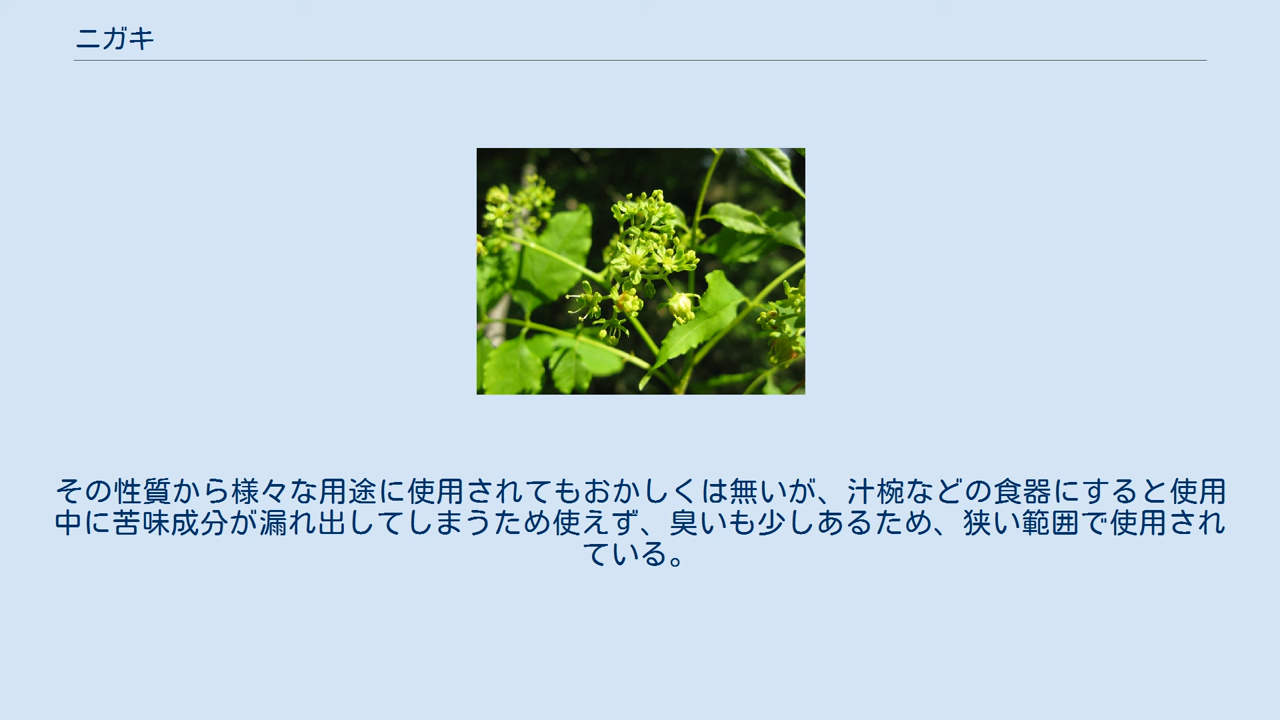 ニガキ
その性質から様々な用途に使用されてもおかしくは無いが、汁椀などの食器にすると使用
中に苦味成分が漏れ出してしまうため使えず、臭いも少しあるため、狭い範囲で使用され
ている。